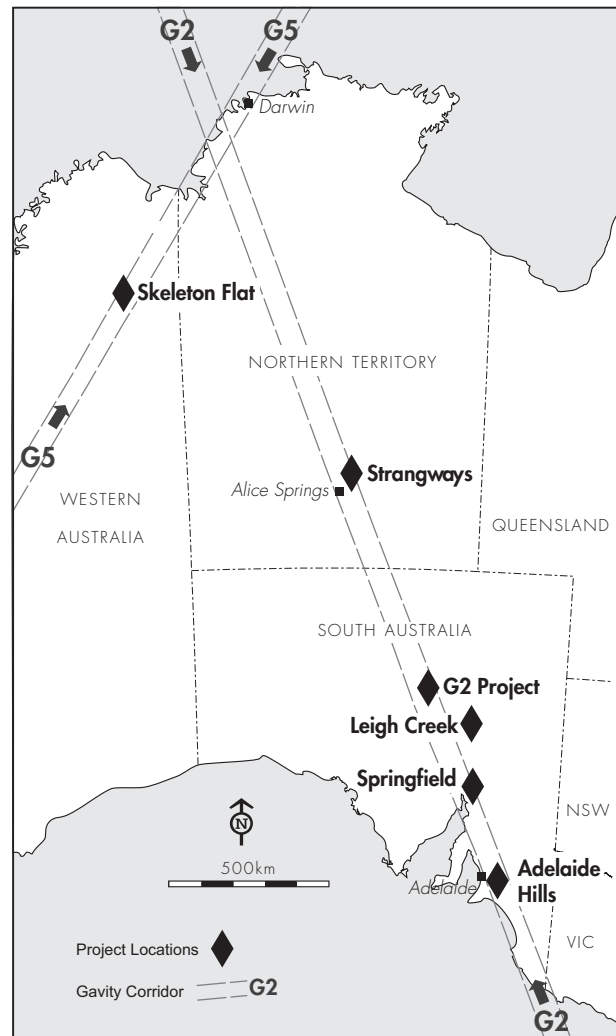 G2
G5
Darwin
Skeleton Flat
NORTHERN TERRITORY
G5
Strangways
Alice Springs
WESTERN
AUSTRALIA
QUEENSLAND
SOUTH AUSTRALIA
G2 Project
Leigh Creek
Springfield
NSW
N
500km
Adelaide
Adelaide
Hills
VIC
Project Locations
Gavity Corridor
G2
G2